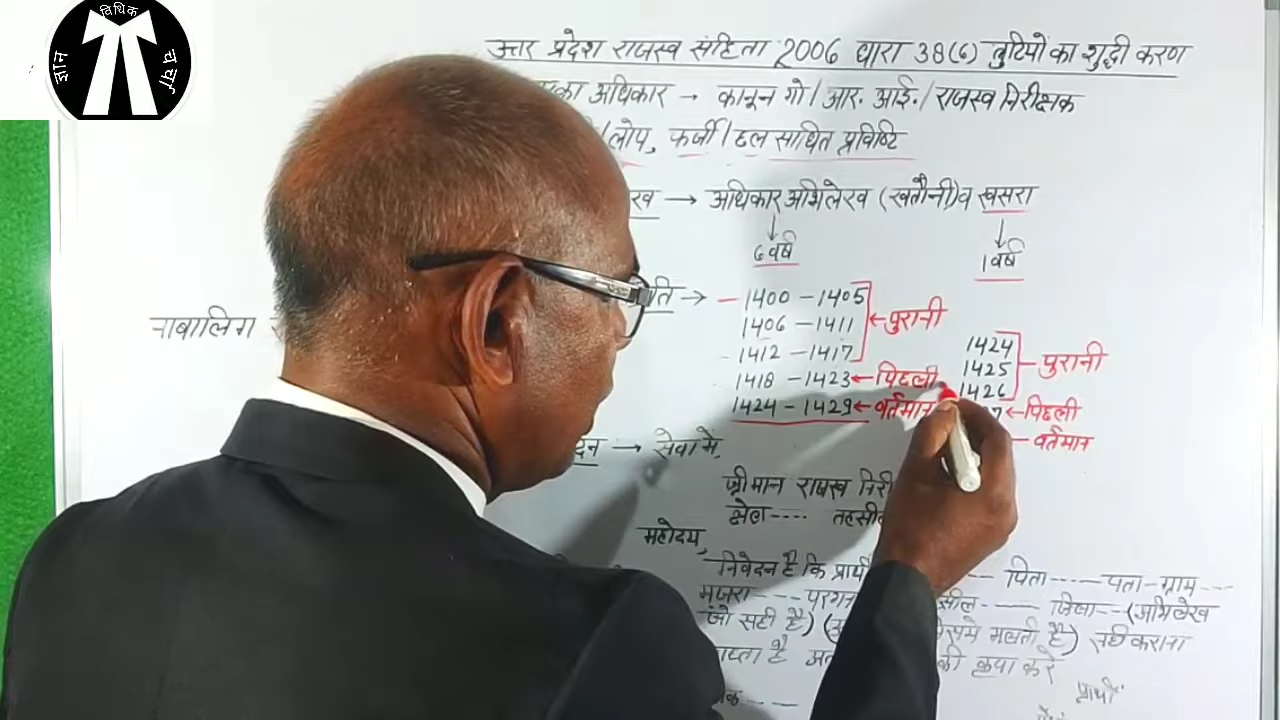 ज्ञान विधिक चर्चा
उत्तर प्रदेश राजस्व संहिता 2006 धारा 38(6) त्रुटियों का शुद्धी करण
का अधिकार → कानून गो/आर. आई./राजस्व निरीक्षक
/लोप, फर्जी/छल साधित प्रविष्टि
ख → अधिकार अभिलेख (खतौनी) व खसरा
↓ ↓
6 वर्ष 1 वर्ष
ति → 1400 – 1405
नाबालिग
1406 – 1411 ← पुरानी
1412 – 1417
1418 – 1423 ← पिछली
1424 – 1429 ← वर्तमान
1424
1425 – पुरानी
1426
7 ← पिछली
– वर्तमान
दन → सेवा में,
श्रीमान राजस्व निरी
क्षेत्र .... तहसील
महोदय,
निवेदन है कि प्रार्थी — पिता ---- पता – ग्राम ---
मजरा ---- परगन सील —— जिला --- (अभिलेख
जो सही है) ( जिसमे गलती है) सही कराना
चाहता है अत की कृपा करे
क - - – प्रार्थी